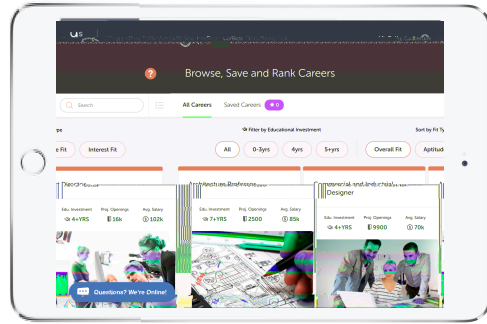 us
Browse, Save and Rank Careers
Search
All Careers
Saved Careers
0
Filter by Educational Investment
Sort by Fit
Interest Fit
All
0-3yrs
4yrs
5+yrs
Overall Fit
Designer
Edu. Investment Proj. Openings Avg. Salary
4+YRS 16k 102k
Edu. Investment Proj. Openings Avg. Salary
7+YRS 2500 85k
Edu. Investment Proj. Openings Avg. Salary
4+YRS 9900 70k
Questions? We're Online!